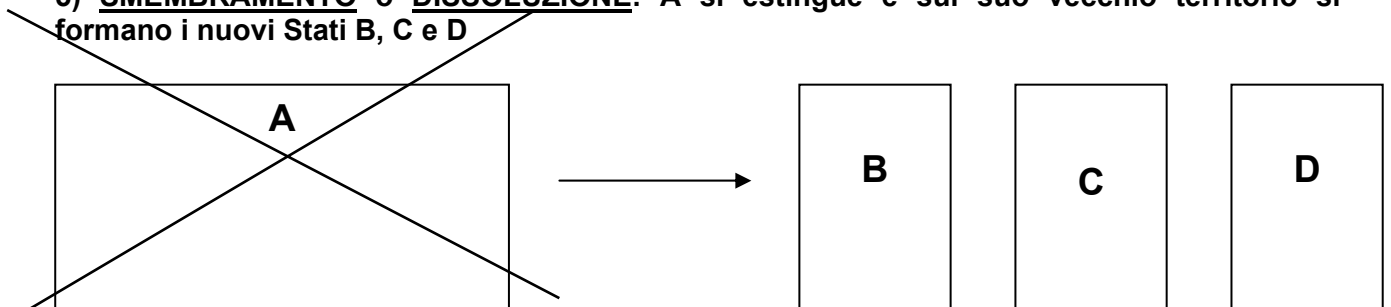 c) SMEMBRAMENTO o DISSOLUZIONE: A si estingue e sul suo vecchio territorio si
formano i nuovi Stati B, C e D
A
B
C
D